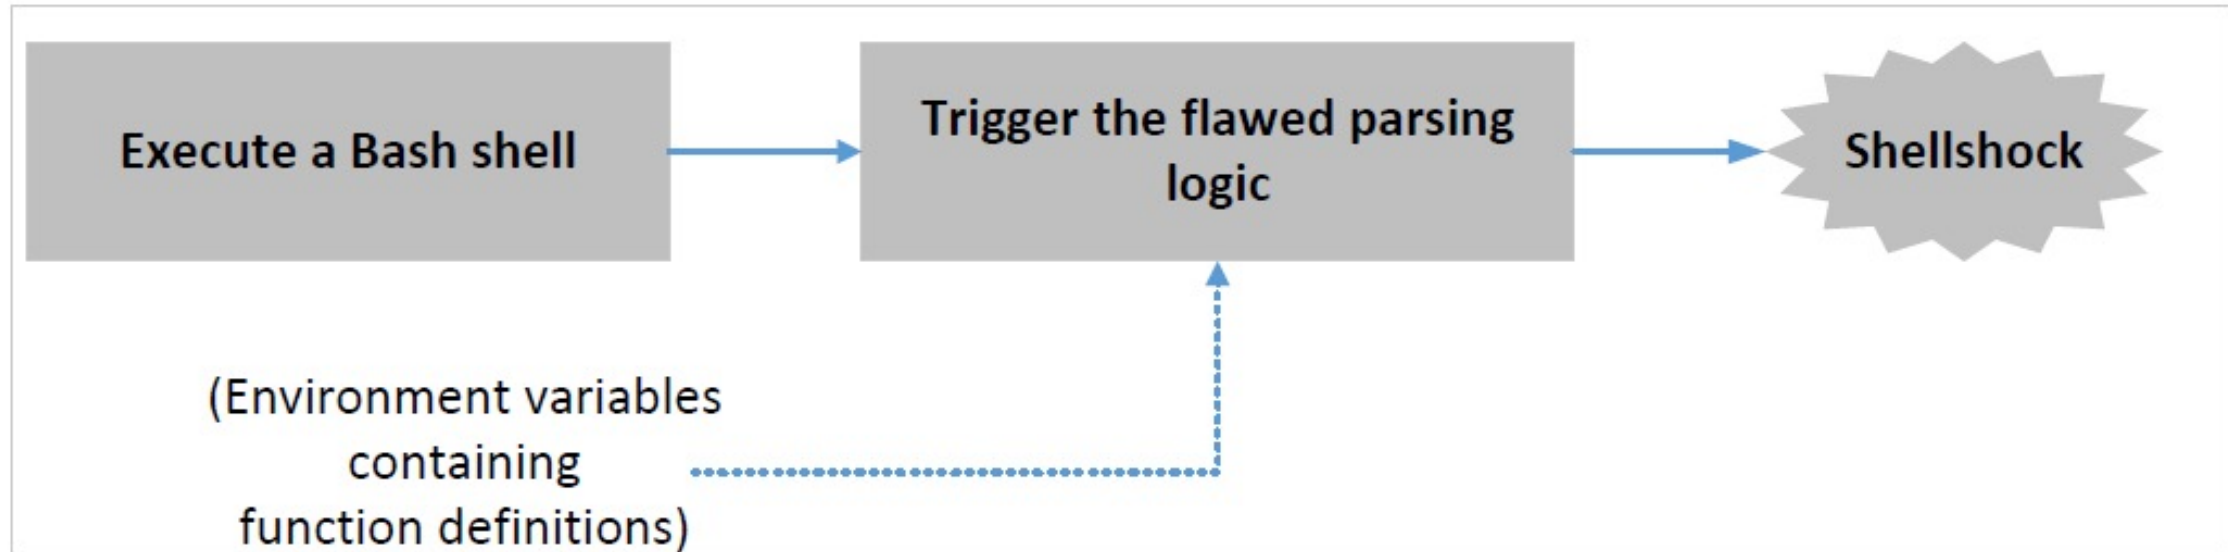 Execute a Bash shell
Trigger the flawed parsing
logic
Shellshock
(Environment variables
containing
function definitions)